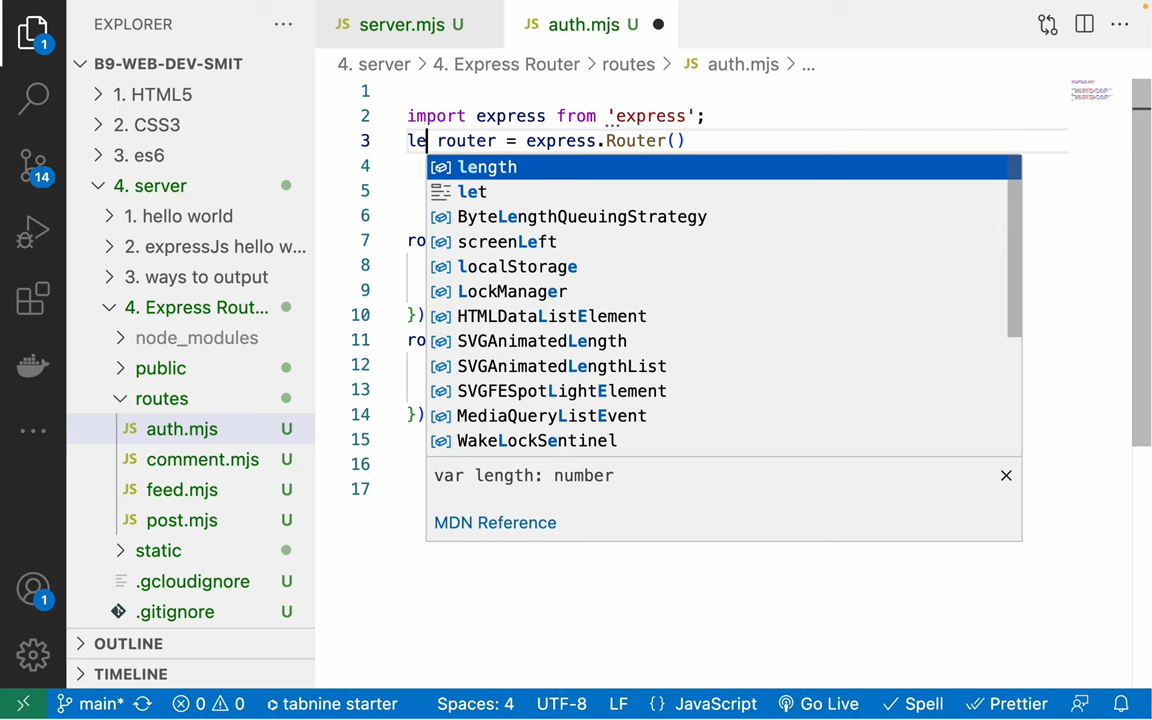 EXPLORER
B9-WEB-DEV-SMIT
1. HTML5
2. CSS3
3. es6
4. server
1. hello world
2. expressJs hello w...
3. ways to output
4. Express Rout...
node_modules
public
routes
JS auth.mjs U
JS comment.mjs U
JS feed.mjs U
JS post.mjs U
static
.gcloudignore U
.gitignore U
OUTLINE
TIMELINE
1
14
1
JS server.mjs U
JS auth.mjs U
4. server > 4. Express Router > routes > JS auth.mjs > ...
1
2 import express from 'express';
3 le router = express.Router()
4
5
6
7 ro
8
9
10 })
11 ro
12
13
14 })
15
16
17
length
let
ByteLengthQueuingStrategy
screenLeft
localStorage
LockManager
HTMLDataListElement
SVGAnimatedLength
SVGAnimatedLengthList
SVGFESpotLightElement
MediaQueryListEvent
WakeLockSentinel
var length: number
MDN Reference
main* 0 0 tabnine starter Spaces: 4 UTF-8 LF {} JavaScript Go Live Spell Prettier